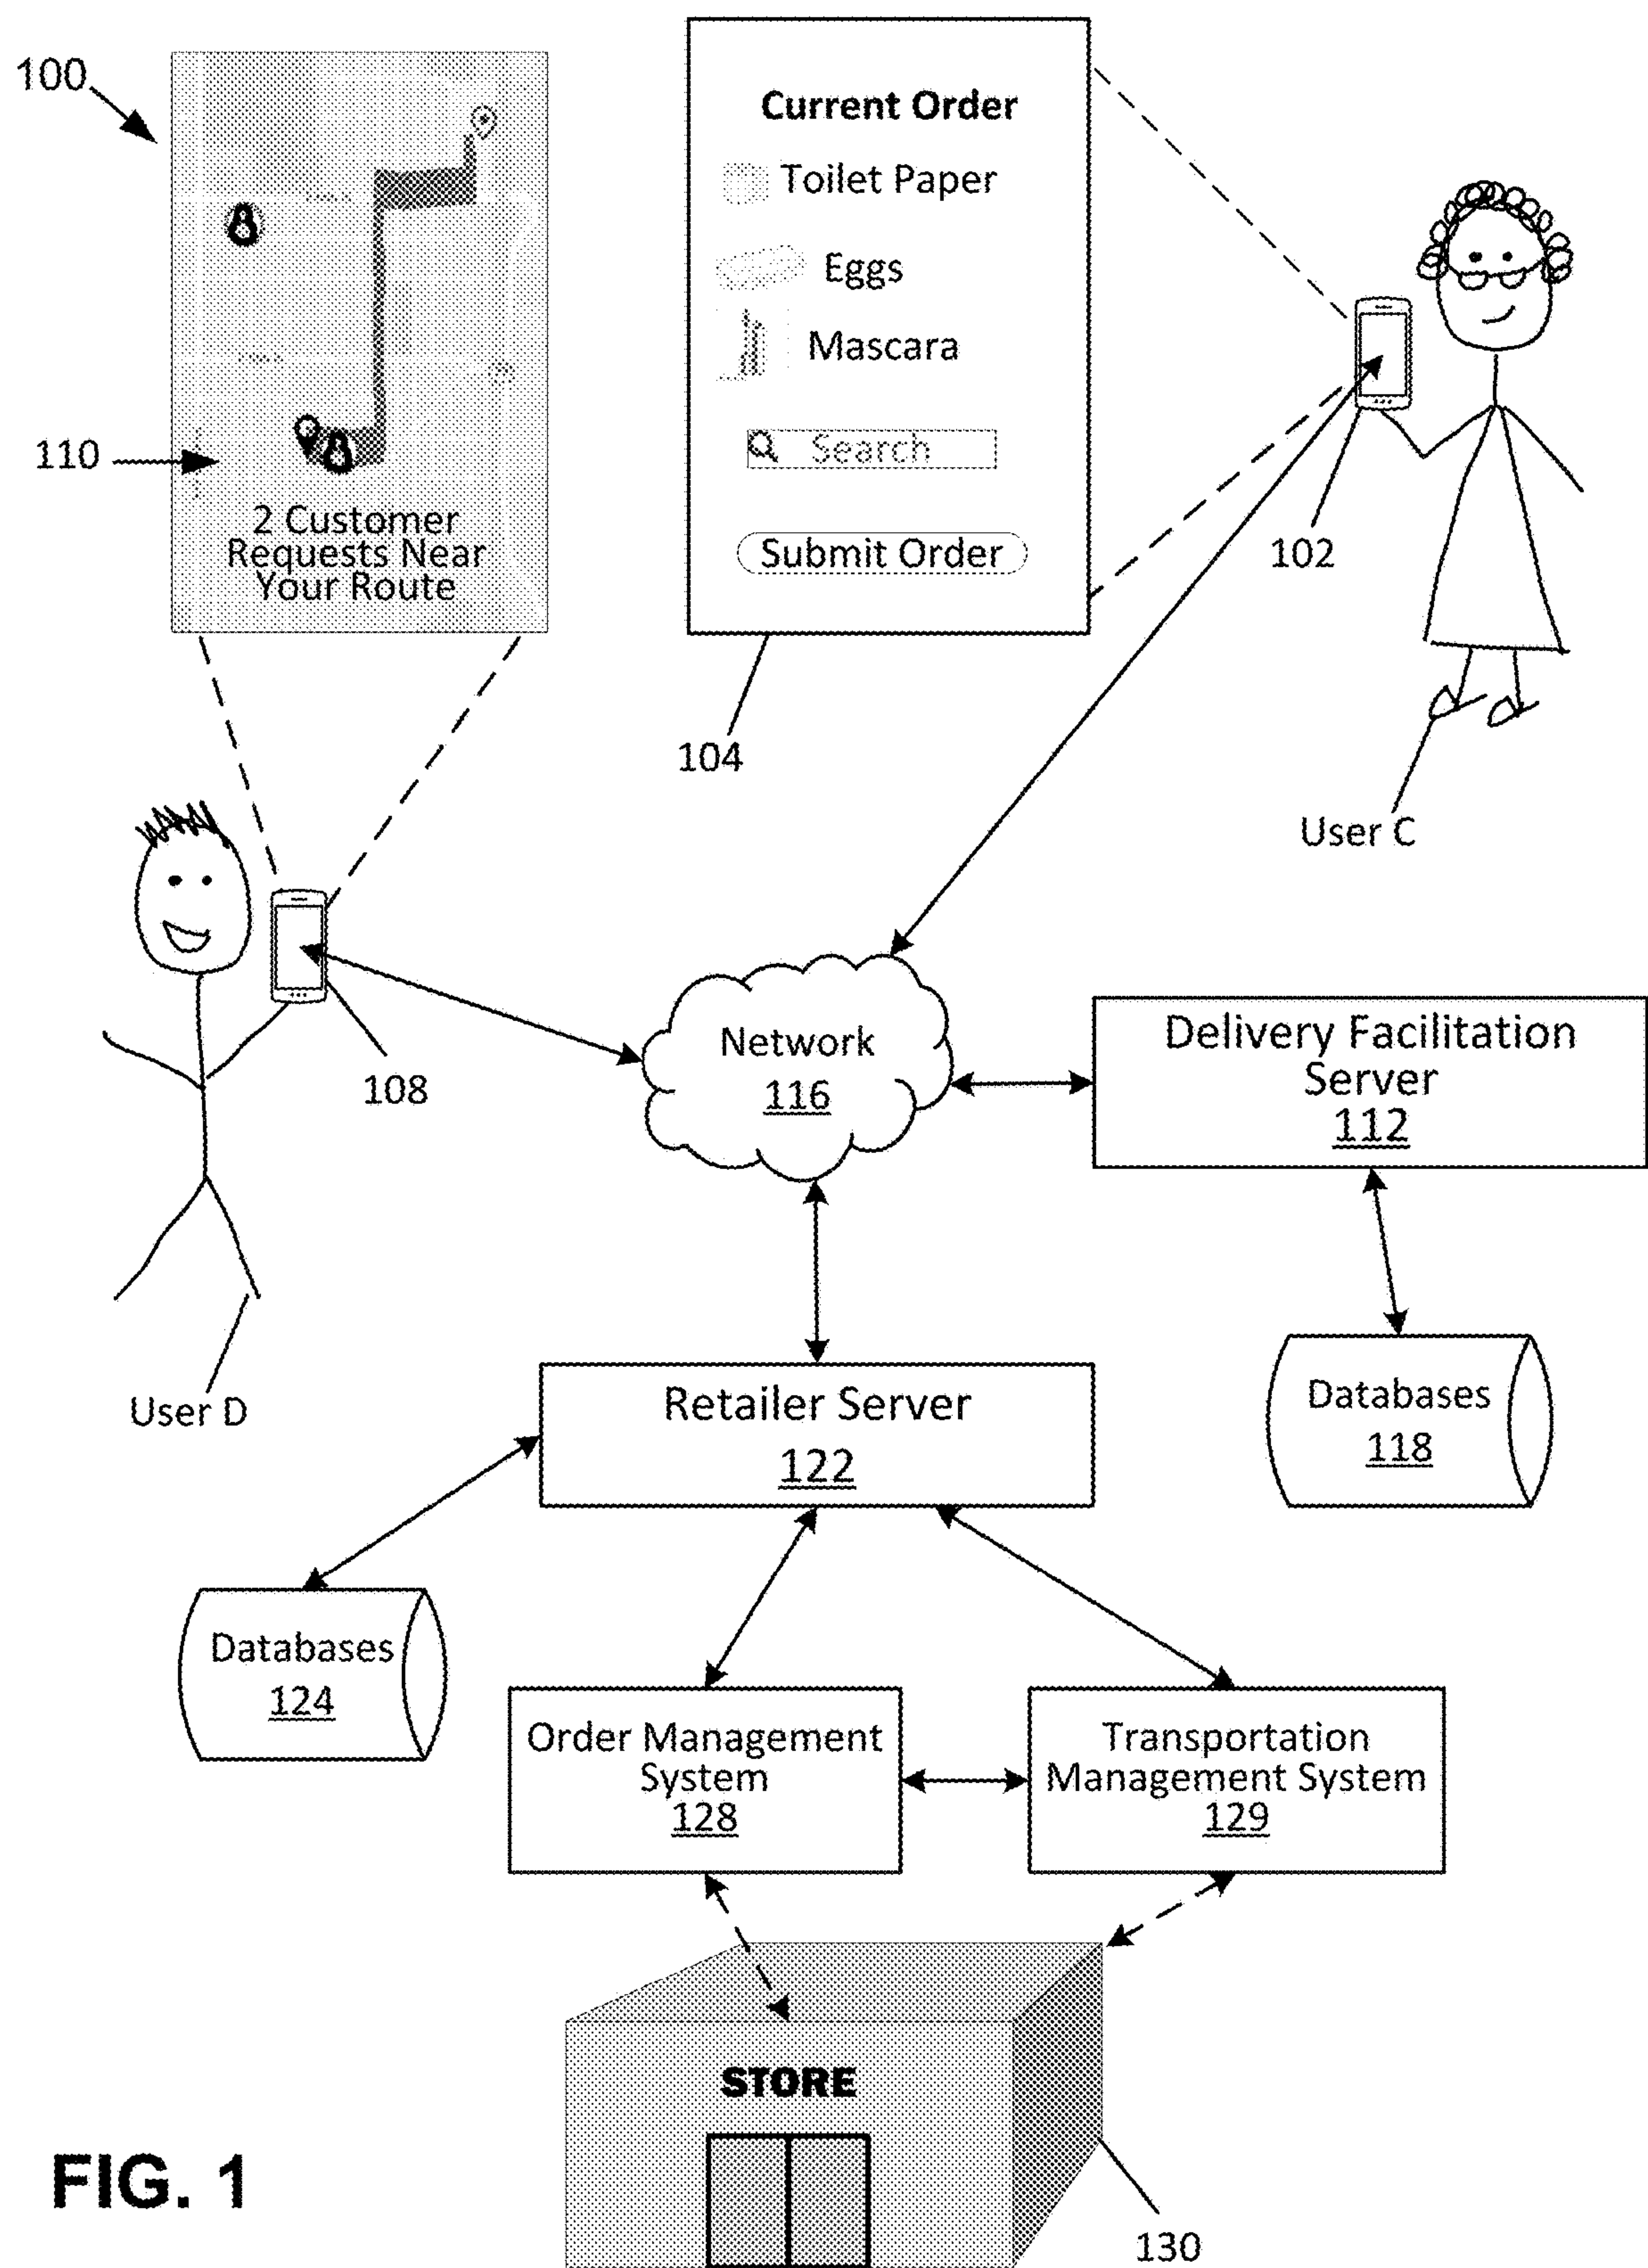 100
110
2 Customer
Requests Near
Your Route
Current Order
Toilet Paper
Eggs
Mascara
Search
Submit Order
104
102
User C
108
User D
Network
116
Delivery Facilitation
Server
112
Databases
118
Retailer Server
122
Databases
124
Order Management
System
128
Transportation
Management System
129
STORE
130
FIG. 1